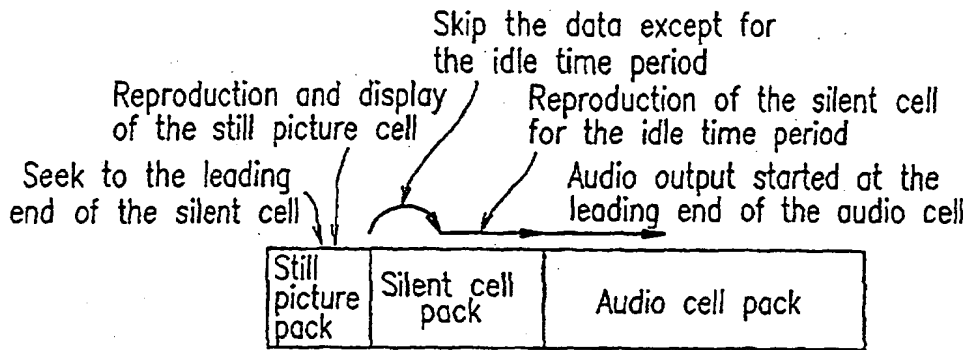 Skip the data except for
the idle time period
Reproduction and display
of the still picture cell
Reproduction of the silent cell
for the idle time period
Seek to the leading
end of the silent cell
Audio output started at the
leading end of the audio cell
Still
picture
pack
Silent cell
pack
Audio cell pack